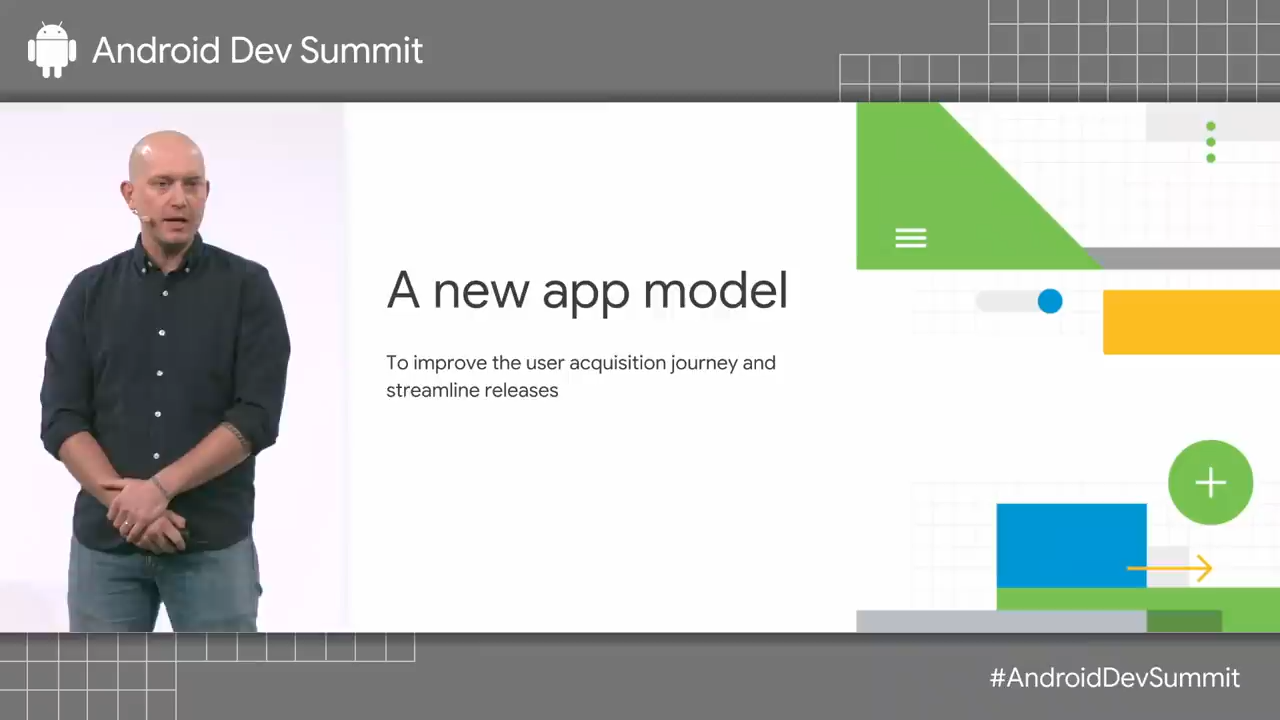 Android Dev Summit
A new app model
To improve the user acquisition journey and
streamline releases
#AndroidDevSummit